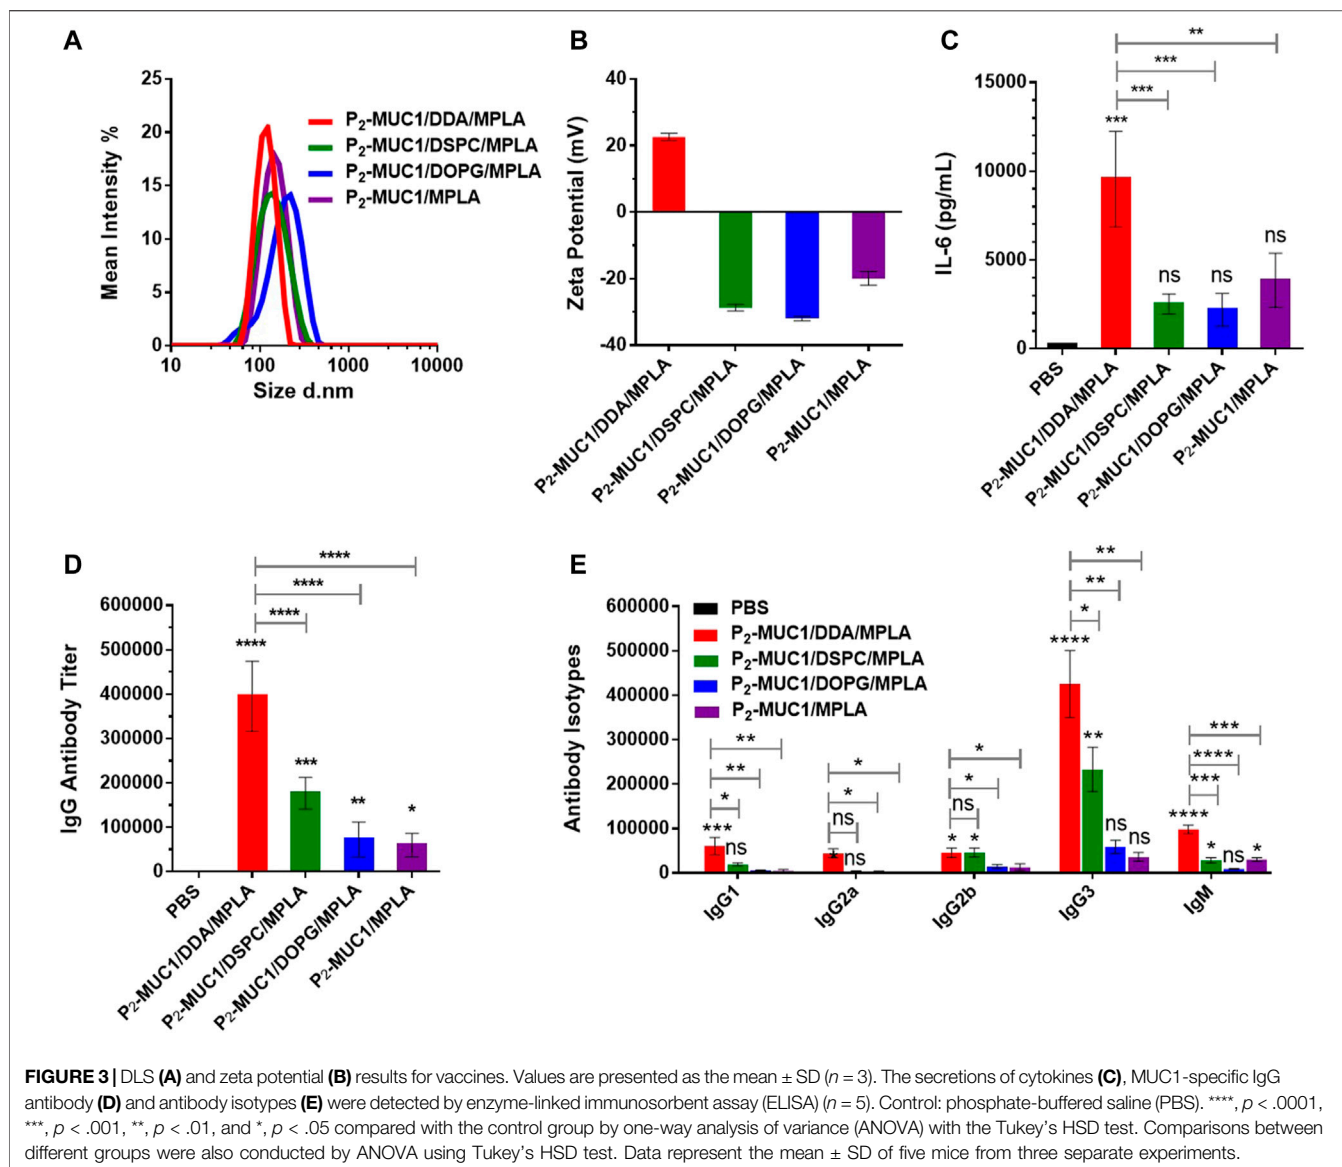 A
25
20
15
10
5
0
Mean Intensity %
10
100
1000
10000
Size d.nm
P2-MUC1/DDA/MPLA
P2-MUC1/DSPC/MPLA
P2-MUC1/DOPG/MPLA
P2-MUC1/MPLA
B
40
20
0
-20
-40
Zeta Potential (mV)
P2-MUC1/DDA/MPLA
P2-MUC1/DSPC/MPLA
P2-MUC1/DOPG/MPLA
P2-MUC1/MPLA
C
**
***
***
15000
10000
5000
0
IL-6 (pg/mL)
***
ns
ns
ns
PBS
P2-MUC1/DDA/MPLA
P2-MUC1/DSPC/MPLA
P2-MUC1/DOPG/MPLA
P2-MUC1/MPLA
D
****
****
****
600000
500000
400000
300000
200000
100000
0
IgG Antibody Titer
****
***
**
*
PBS
P2-MUC1/DDA/MPLA
P2-MUC1/DSPC/MPLA
P2-MUC1/DOPG/MPLA
P2-MUC1/MPLA
E
600000
500000
400000
300000
200000
100000
0
Antibody Isotypes
PBS
P2-MUC1/DDA/MPLA
P2-MUC1/DSPC/MPLA
P2-MUC1/DOPG/MPLA
P2-MUC1/MPLA
**
**
*
***
ns
*
*
ns
ns
*
*
ns
*
*
**
**
*
****
**
ns
ns
***
****
***
****
*
ns
*
IgG1
IgG2a
IgG2b
IgG3
IgM
FIGURE 3 | DLS (A) and zeta potential (B) results for vaccines. Values are presented as the mean ± SD (n = 3). The secretions of cytokines (C), MUC1-specific IgG
antibody (D) and antibody isotypes (E) were detected by enzyme-linked immunosorbent assay (ELISA) (n = 5). Control: phosphate-buffered saline (PBS). ****, p < .0001,
***, p < .001, **, p < .01, and *, p < .05 compared with the control group by one-way analysis of variance (ANOVA) with the Tukey's HSD test. Comparisons between
different groups were also conducted by ANOVA using Tukey's HSD test. Data represent the mean ± SD of five mice from three separate experiments.